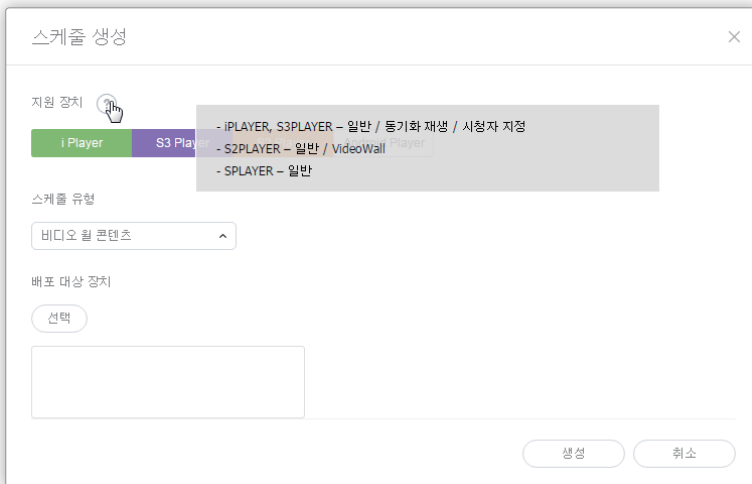 스케줄 생성
지원 장치 ?
i Player S3 Player Player
- iPLAYER, S3PLAYER – 일반 / 동기화 재생 / 시청자 지정
- S2PLAYER – 일반 / VideoWall
- SPLAYER – 일반
스케줄 유형
비디오 월 콘텐츠
배포 대상 장치
선택
생성 취소